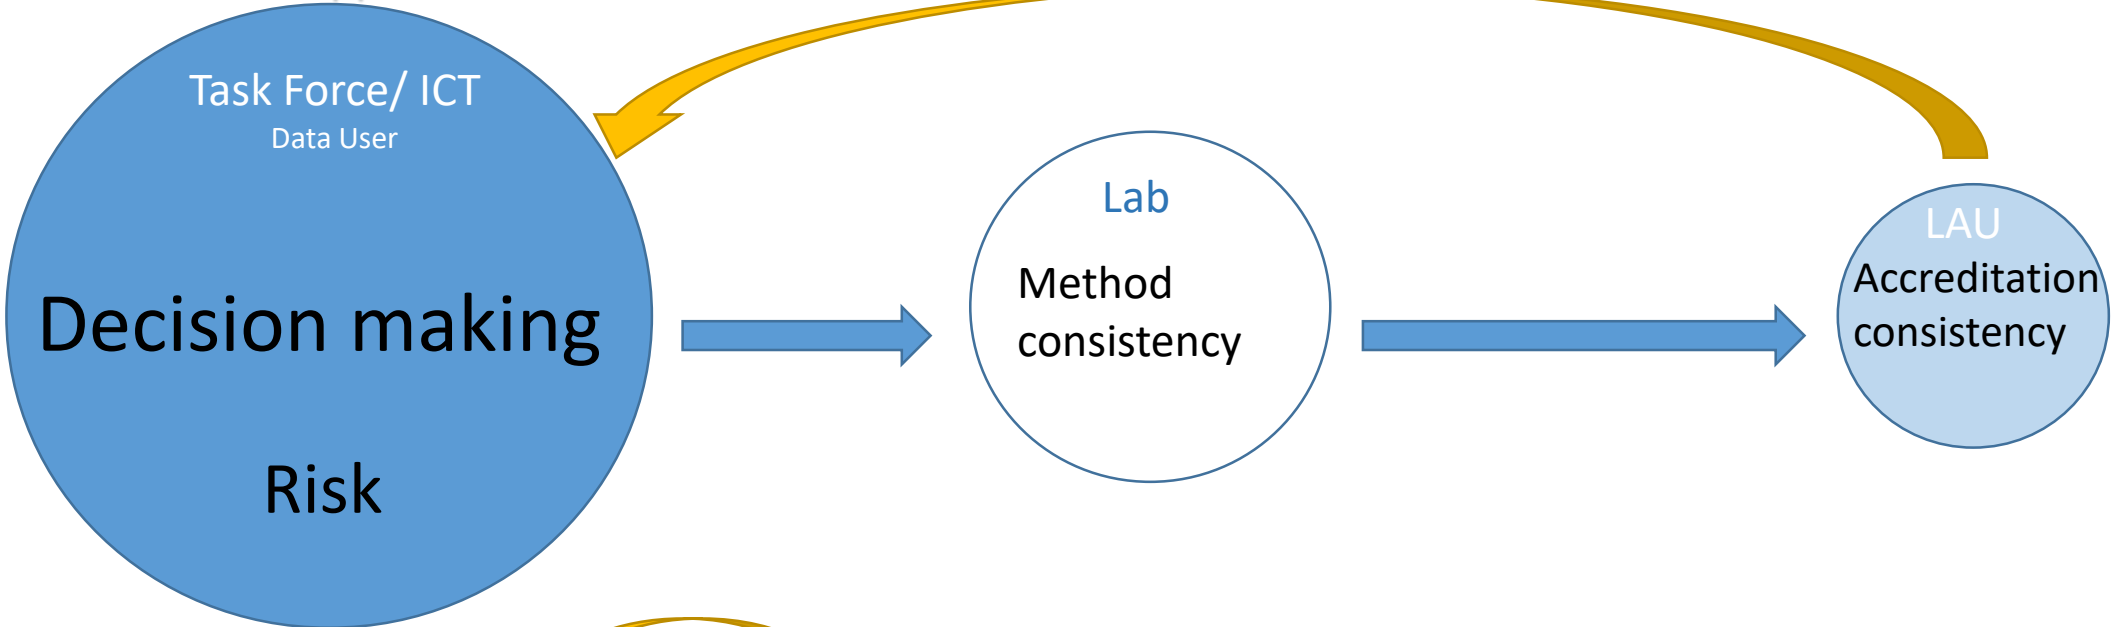 Task Force/ ICT
Data User
Decision making
Risk
Lab
Method
consistency
LAU
Accreditation
consistency